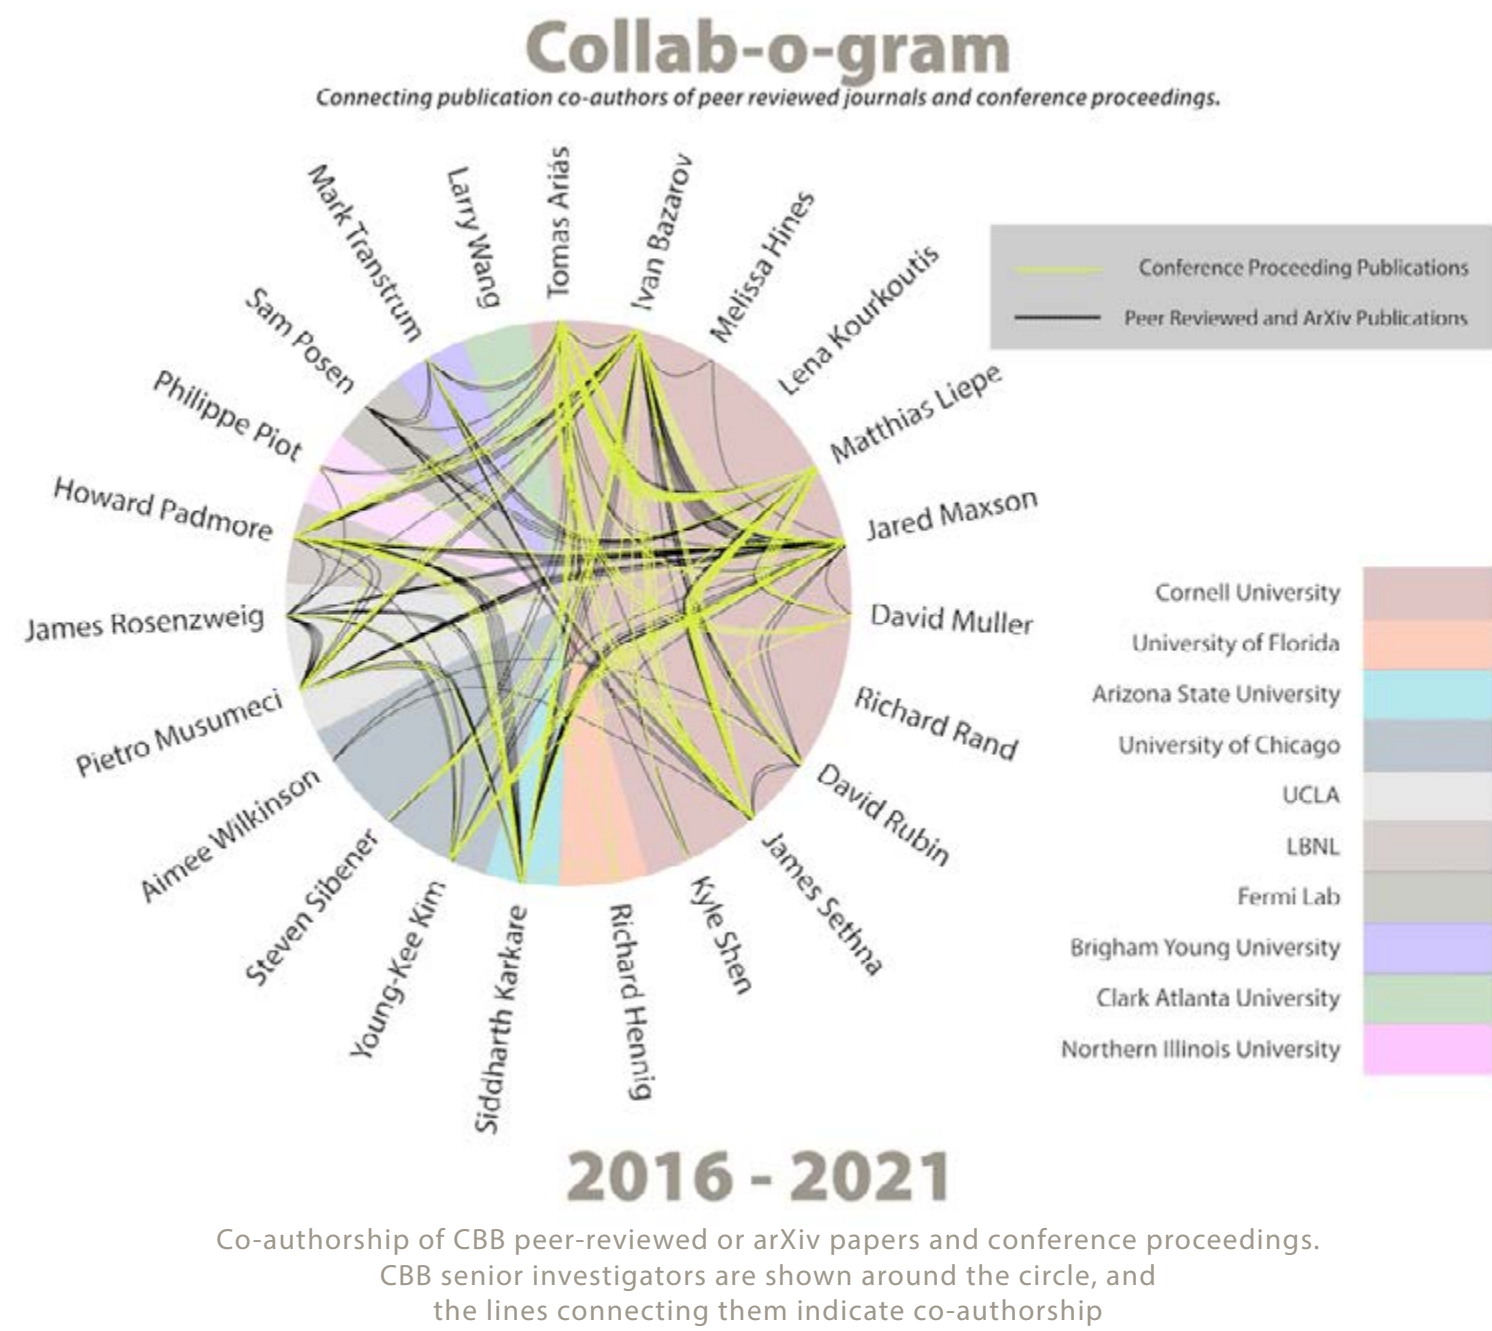 Collab-o-gram
Connecting publication co-authors of peer reviewed journals and conference proceedings.
Tomas Ariás
Ivan Bazarov
Melissa Hines
Lena Kourkoutis
Matthias Liepe
Jared Maxson
David Muller
Richard Rand
David Rubin
James Sethna
Kyle Shen
Richard Hennig
Siddharth Karkare
Young-Kee Kim
Steven Sibener
Aimee Wilkinson
Pietro Musumeci
James Rosenzweig
Howard Padmore
Philippe Piot
Sam Posen
Mark Transtrum
Larry Wang
Conference Proceeding Publications
Peer Reviewed and ArXiv Publications
Cornell University
University of Florida
Arizona State University
University of Chicago
UCLA
LBNL
Fermi Lab
Brigham Young University
Clark Atlanta University
Northern Illinois University
2016 - 2021
Co-authorship of CBB peer-reviewed or arXiv papers and conference proceedings.
CBB senior investigators are shown around the circle, and
the lines connecting them indicate co-authorship